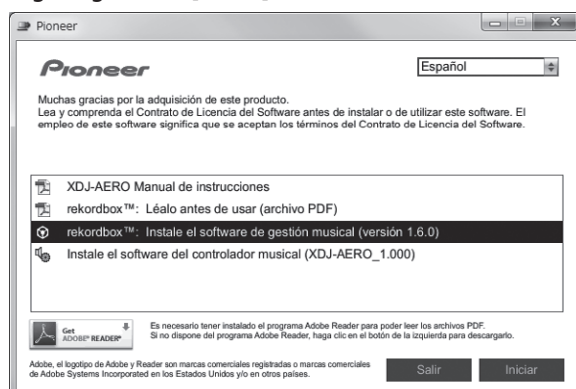 Pioneer
Pioneer
Español
Muchas gracias por la adquisición de este producto.
Lea y comprenda el Contrato de Licencia del Software antes de instalar o de utilizar este software. El
empleo de este software significa que se aceptan los términos del Contrato de Licencia del Software.
XDJ-AERO Manual de instrucciones
rekordbox™: Léalo antes de usar (archivo PDF)
rekordbox™: Instale el software de gestión musical (versión 1.6.0)
Instale el software del controlador musical (XDJ-AERO_1.000)
Get
ADOBE® READER®
Es necesario tener instalado el programa Adobe Reader para poder leer los archivos PDF.
Si no dispone del programa Adobe Reader, haga clic en el botón de la izquierda para descargarlo.
Adobe, el logotipo de Adobe y Reader son marcas comerciales registradas o marcas comerciales
de Adobe Systems Incorporated en los Estados Unidos y/o en otros países.
Salir
Iniciar